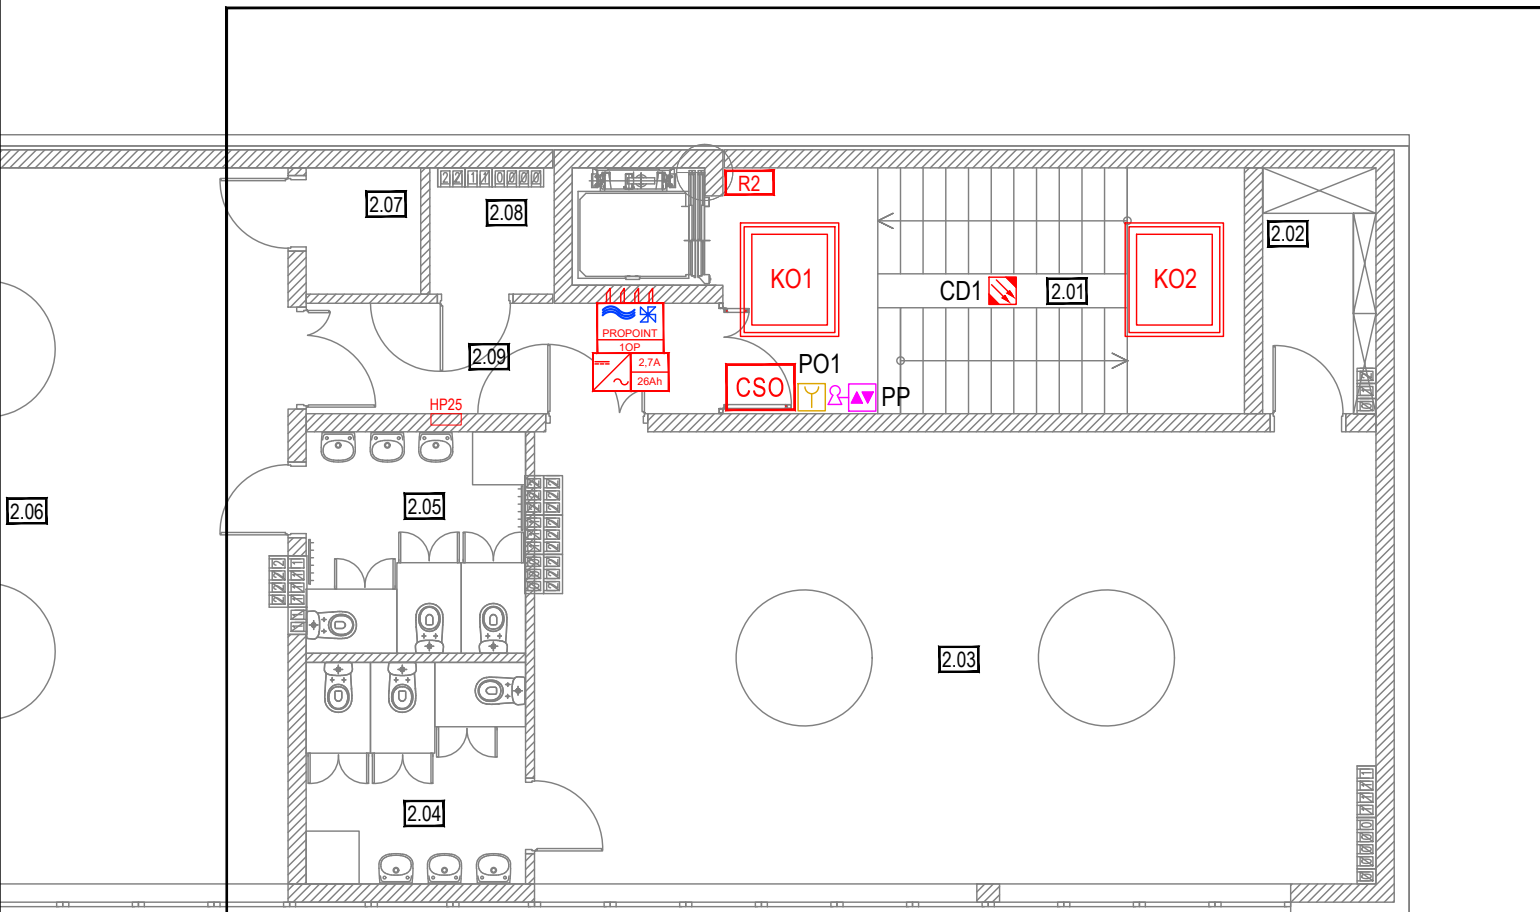 R2
2.07
2.08
2.02
KO1
KO2
CD1
2.01
PROPOINT
1OP
2,7A
26Ah
2.09
PO1
CSO
PP
HP25
2.05
2.06
2.03
2.04